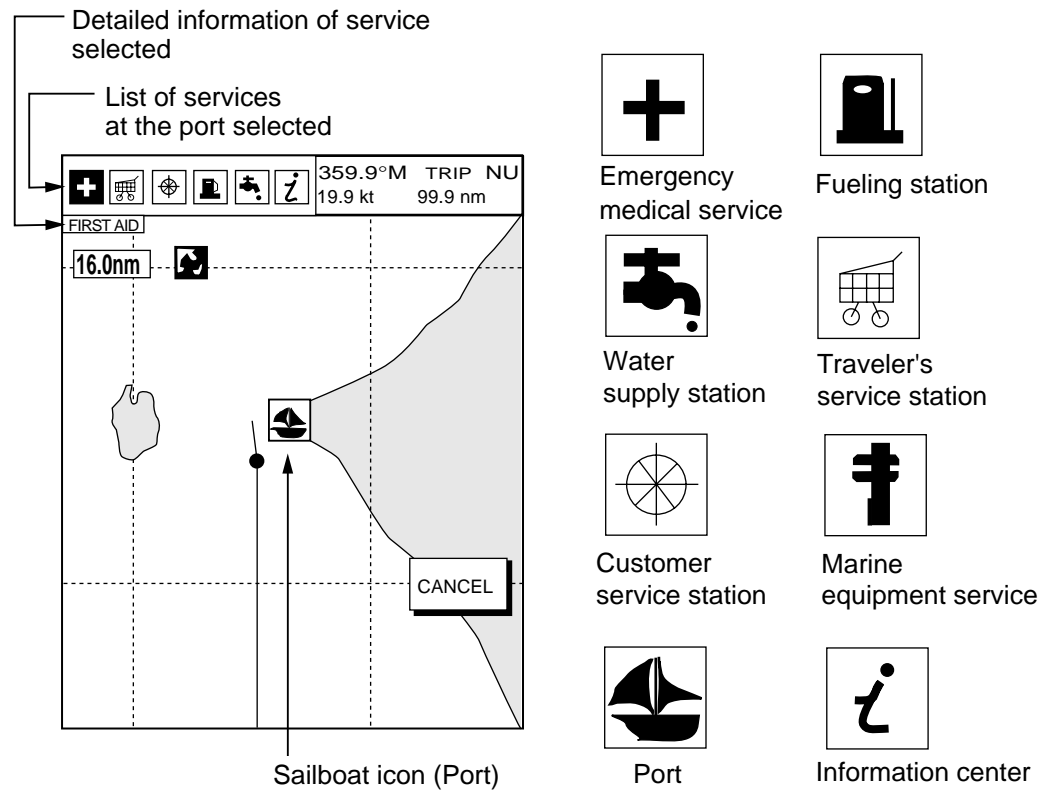 Detailed information of service
selected
List of services
at the port selected
359.9°M TRIP NU
19.9 kt 99.9 nm
FIRST AID
16.0nm
CANCEL
Sailboat icon (Port)
Emergency
medical service
Fueling station
Water
supply station
Traveler's
service station
Customer
service station
Marine
equipment service
Port
Information center